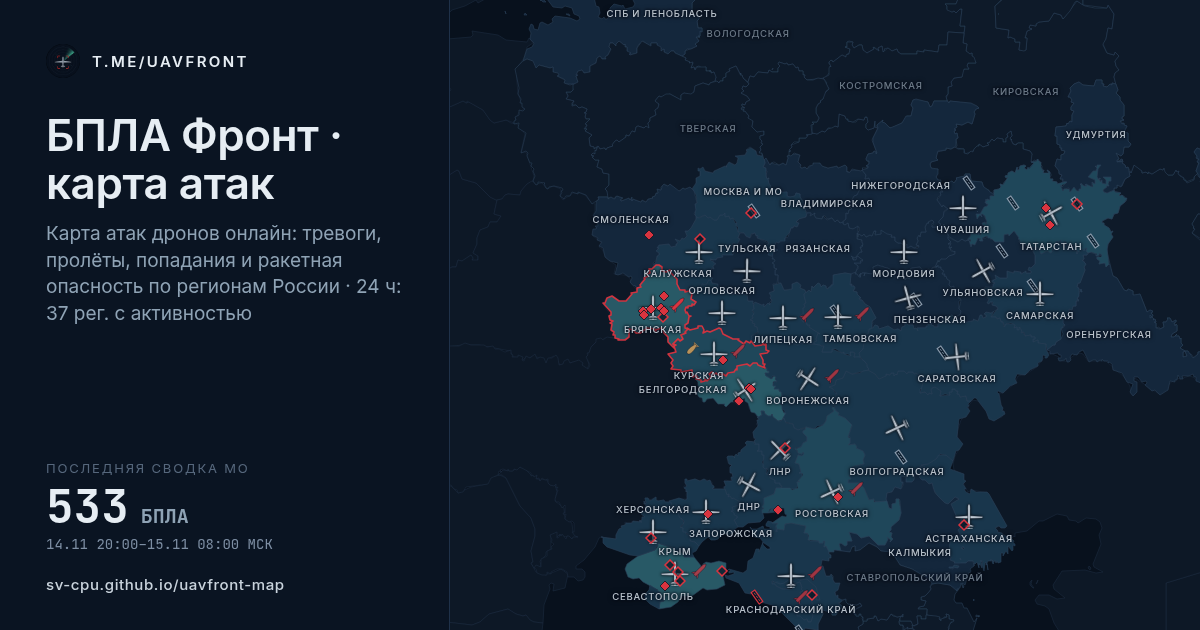 T.ME/UAVFRONT
БПЛА Фронт ·
карта атак
Карта атак дронов онлайн: тревоги,
пролёты, попадания и ракетная
опасность по регионам России · 24 ч:
37 рег. с активностью
ПОСЛЕДНЯЯ СВОДКА МО
533 БПЛА
14.11 20:00–15.11 08:00 МСК
sv-cpu.github.io/uavfront-map
СПБ И ЛЕНОБЛАСТЬ
ВОЛОГОДСКАЯ
КОСТРОМСКАЯ
КИРОВСКАЯ
ТВЕРСКАЯ
УДМУРТИЯ
МОСКВА И МО
НИЖЕГОРОДСКАЯ
ВЛАДИМИРСКАЯ
СМОЛЕНСКАЯ
ЧУВАШИЯ
ТУЛЬСКАЯ
РЯЗАНСКАЯ
ТАТАРСТАН
КАЛУЖСКАЯ
МОРДОВИЯ
ОРЛОВСКАЯ
УЛЬЯНОВСКАЯ
САМАРСКАЯ
ПЕНЗЕНСКАЯ
БРЯНСКАЯ
ЛИПЕЦКАЯ
ТАМБОВСКАЯ
ОРЕНБУРГСКАЯ
КУРСКАЯ
САРАТОВСКАЯ
БЕЛГОРОДСКАЯ
ВОРОНЕЖСКАЯ
ЛНР
ВОЛГОГРАДСКАЯ
ДНР
ХЕРСОНСКАЯ
РОСТОВСКАЯ
ЗАПОРОЖСКАЯ
АСТРАХАНСКАЯ
КРЫМ
КАЛМЫКИЯ
СТАВРОПОЛЬСКИЙ КРАЙ
СЕВАСТОПОЛЬ
КРАСНОДАРСКИЙ КРАЙ